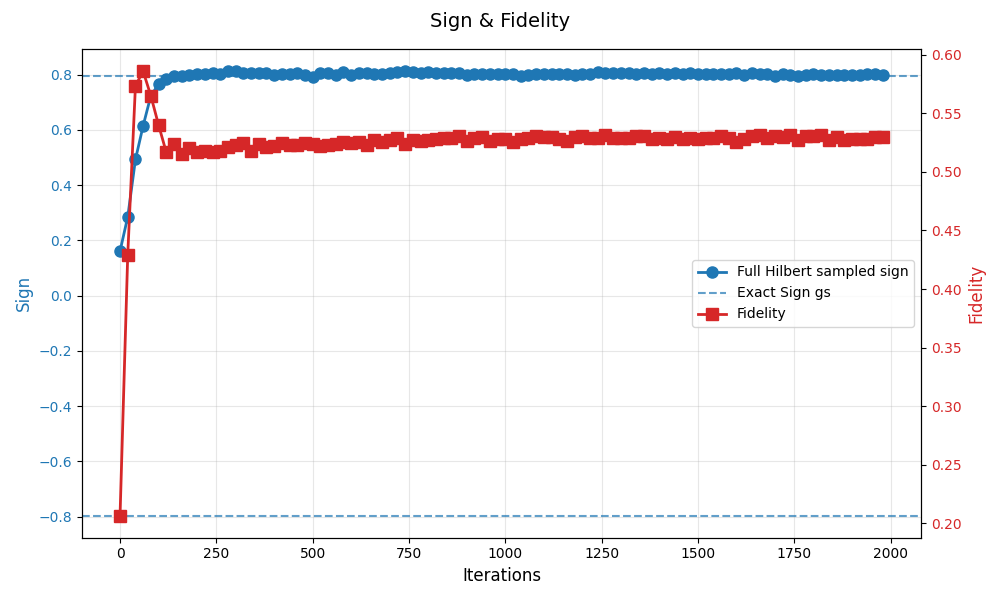 Sign & Fidelity
0.8
0.6
0.4
0.2
0.0
−0.2
−0.4
−0.6
−0.8
Sign
0.60
0.55
0.50
0.45
0.40
0.35
0.30
0.25
0.20
Fidelity
Full Hilbert sampled sign
Exact Sign gs
Fidelity
0 250 500 750 1000 1250 1500 1750 2000
Iterations